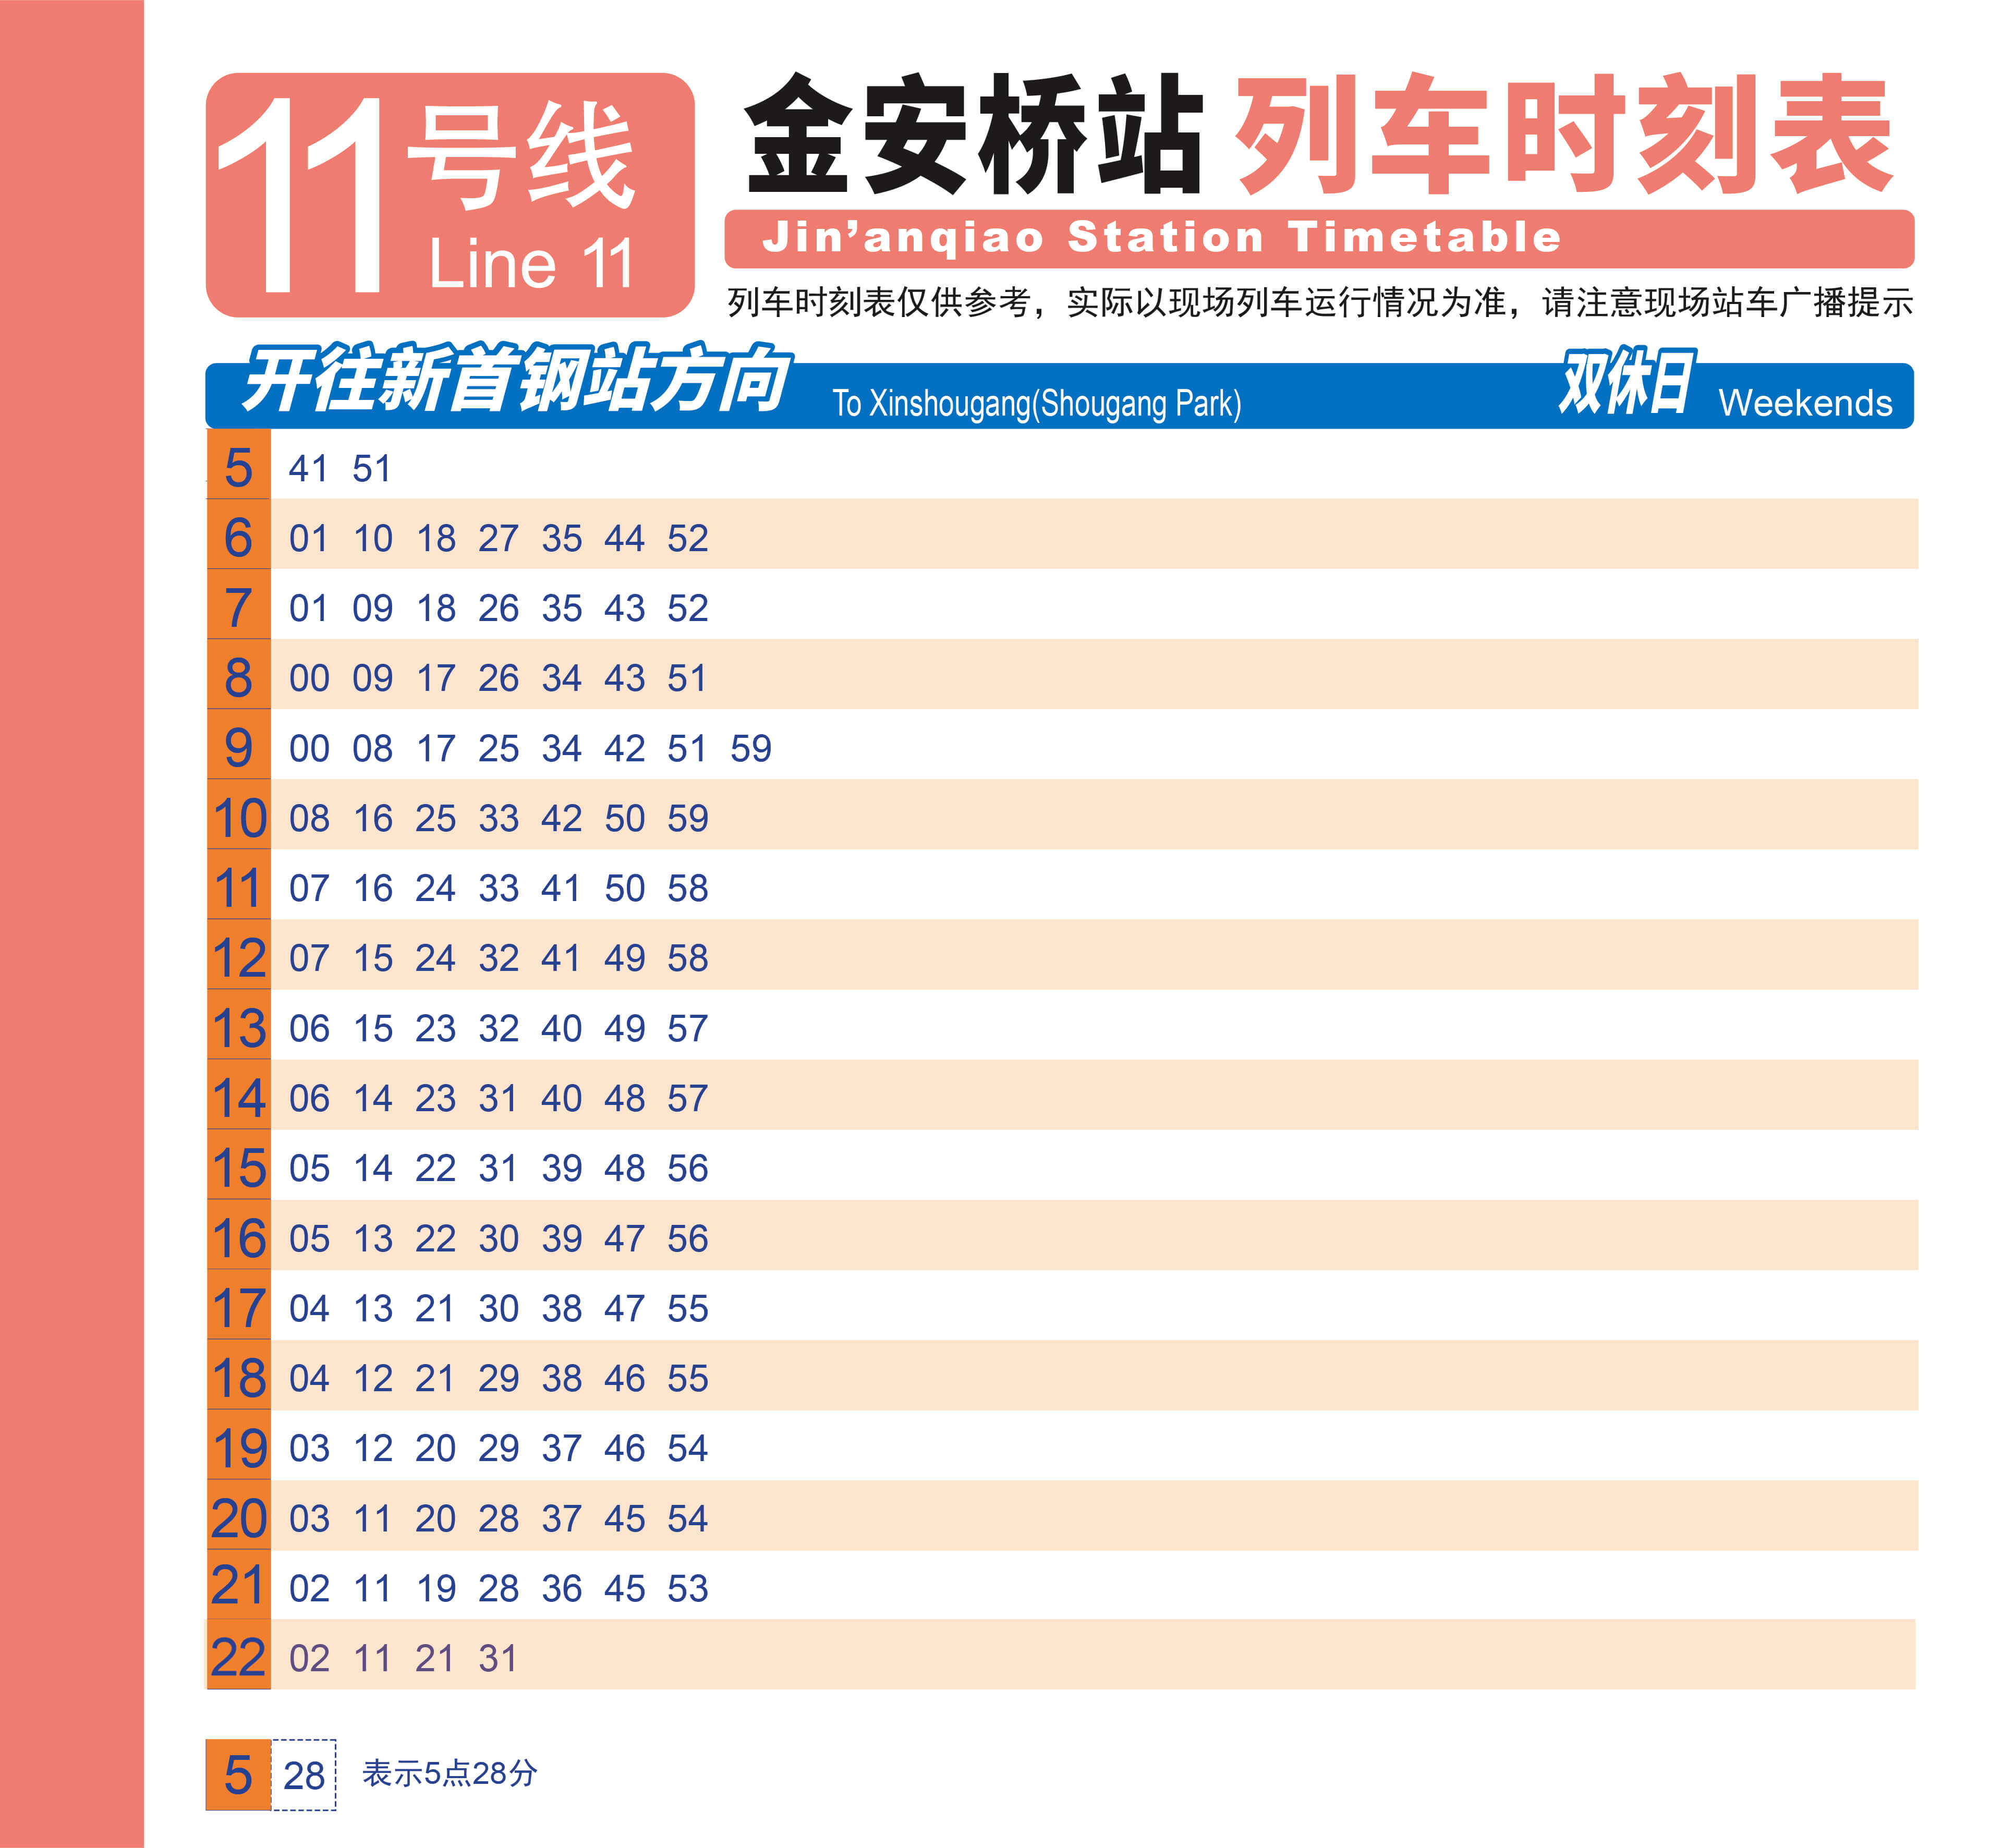 11号线
Line 11
金安桥站 列车时刻表
Jin’anqiao Station Timetable
列车时刻表仅供参考，实际以现场列车运行情况为准，请注意现场站车广播提示
开往新首钢站方向 To Xinshougang(Shougang Park) 双休日 Weekends
5 41 51
6 01 10 18 27 35 44 52
7 01 09 18 26 35 43 52
8 00 09 17 26 34 43 51
9 00 08 17 25 34 42 51 59
10 08 16 25 33 42 50 59
11 07 16 24 33 41 50 58
12 07 15 24 32 41 49 58
13 06 15 23 32 40 49 57
14 06 14 23 31 40 48 57
15 05 14 22 31 39 48 56
16 05 13 22 30 39 47 56
17 04 13 21 30 38 47 55
18 04 12 21 29 38 46 55
19 03 12 20 29 37 46 54
20 03 11 20 28 37 45 54
21 02 11 19 28 36 45 53
22 02 11 21 31
5 28 表示5点28分